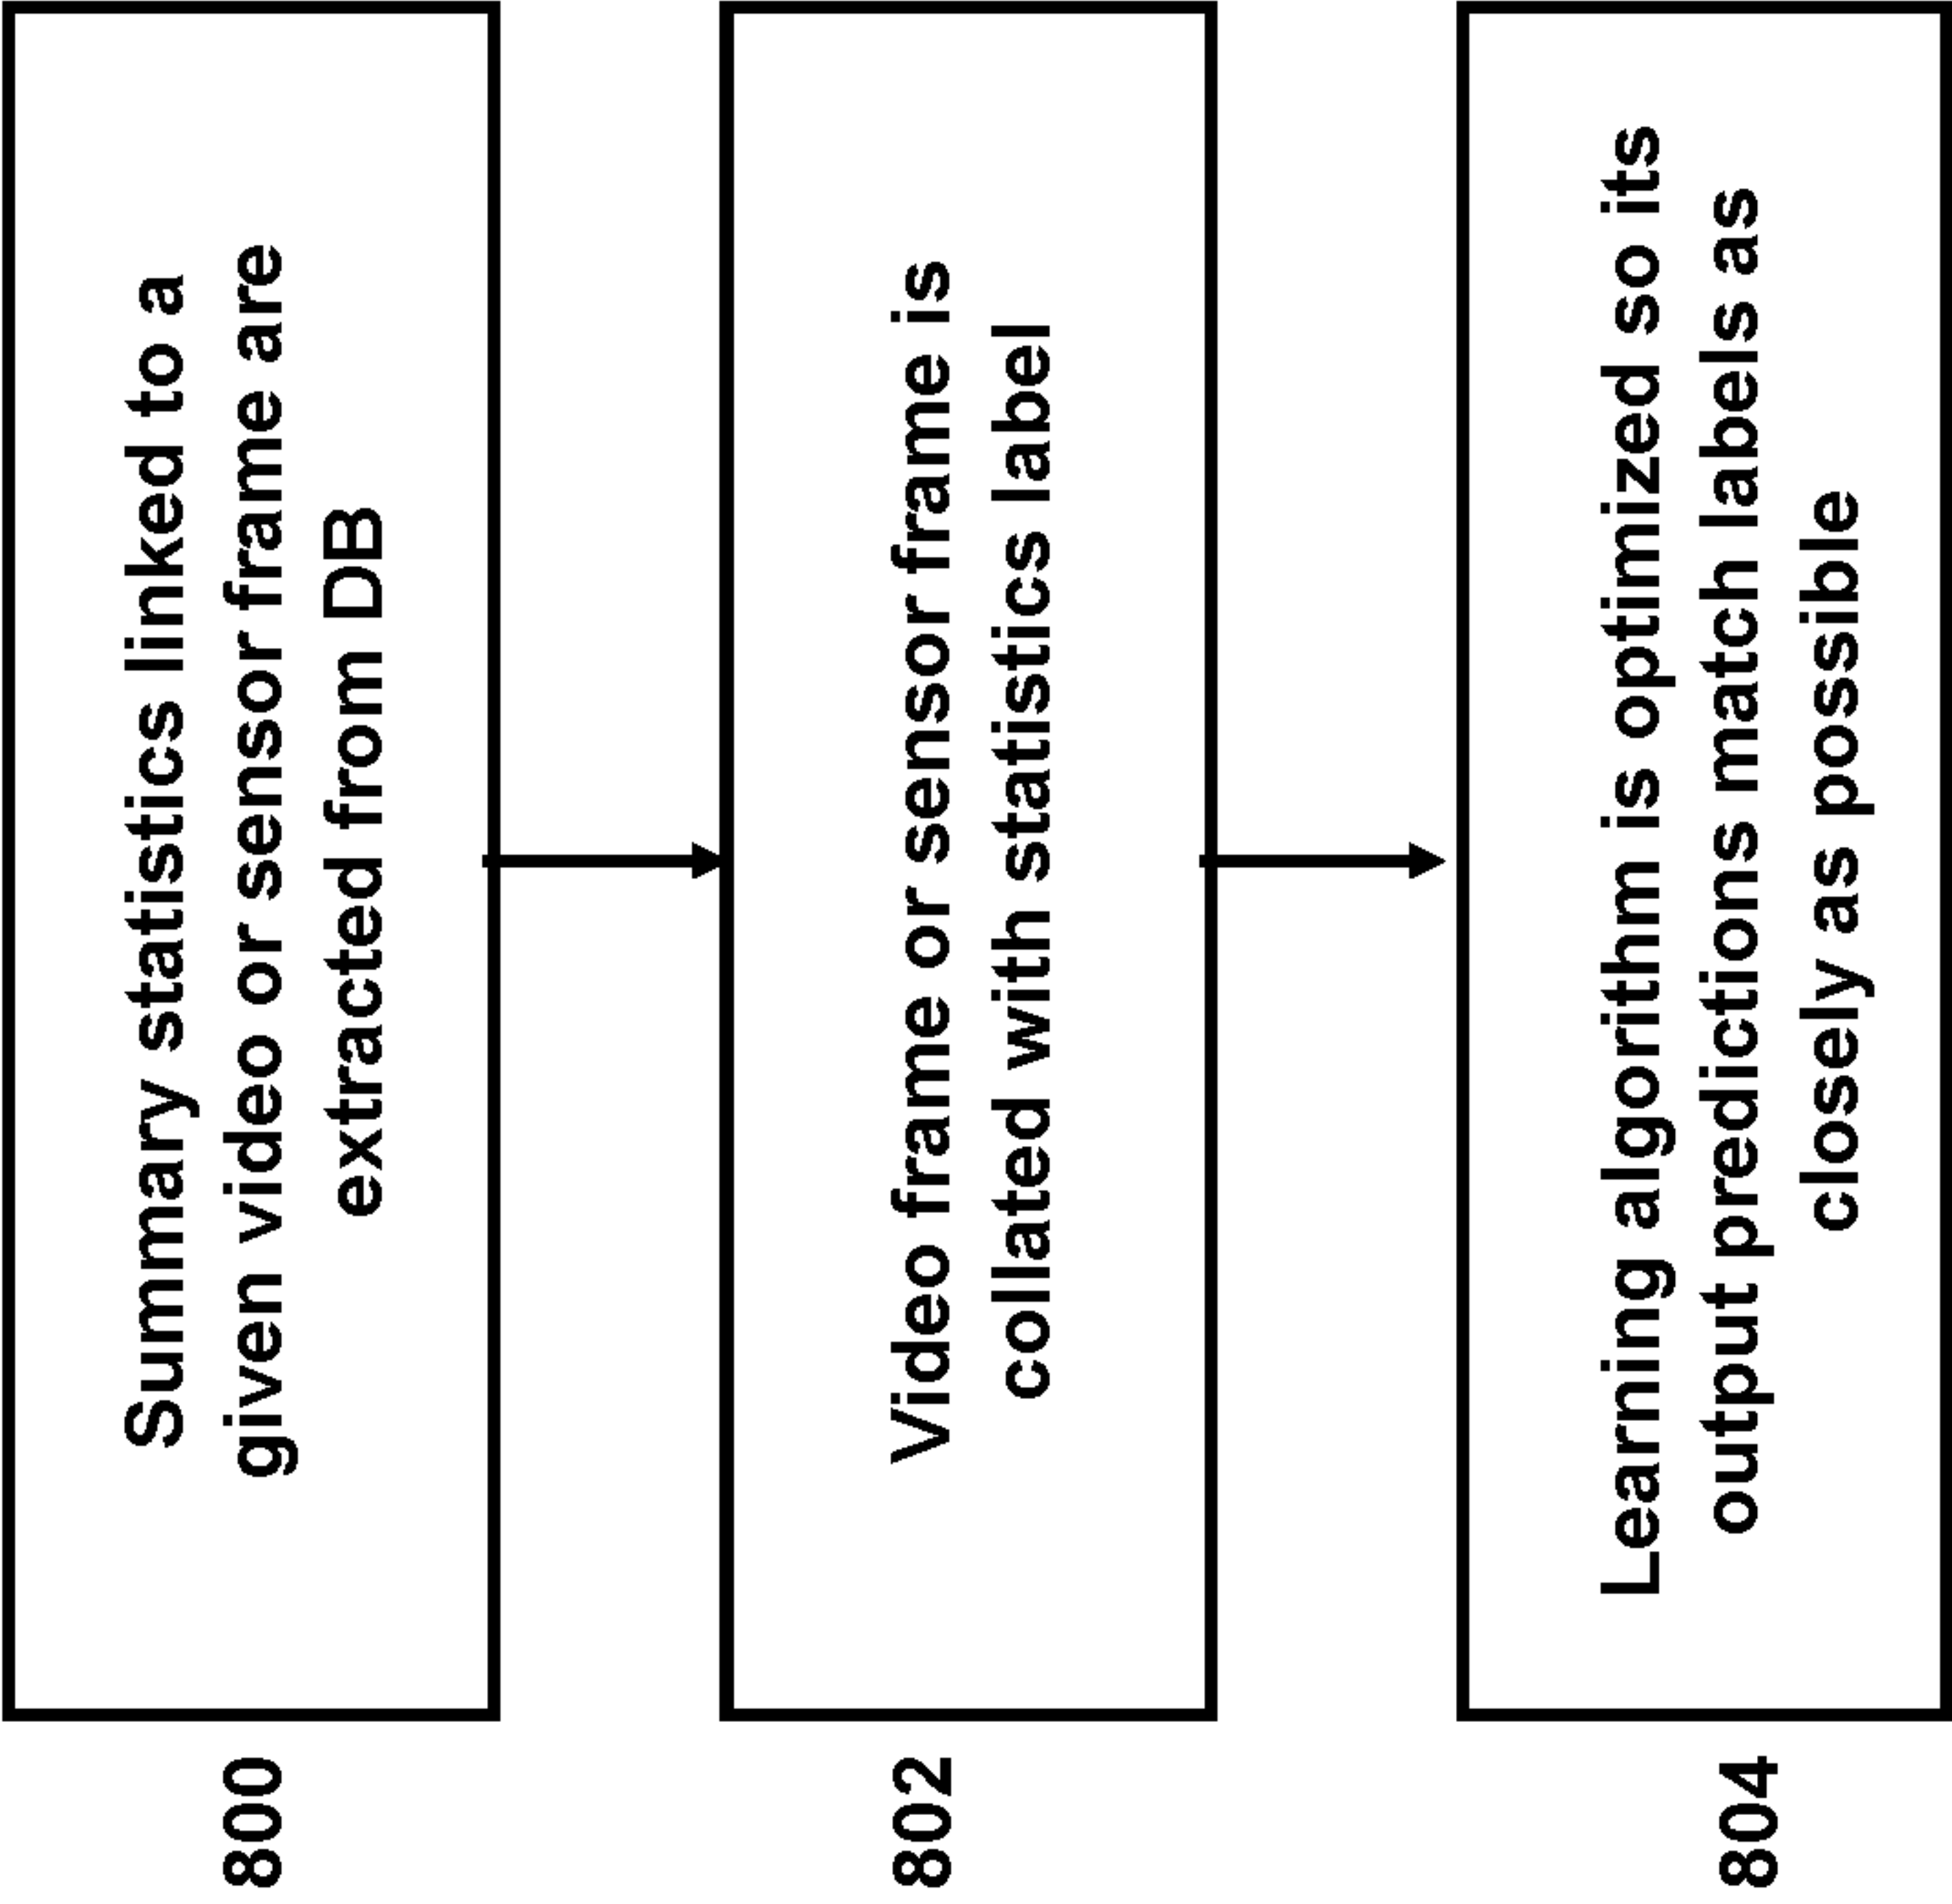 800
Summary statistics linked to a
given video or sensor frame are
extracted from DB
802
Video frame or sensor frame is
collated with statistics label
804
Learning algorithm is optimized so its
output predictions match labels as
closely as possible